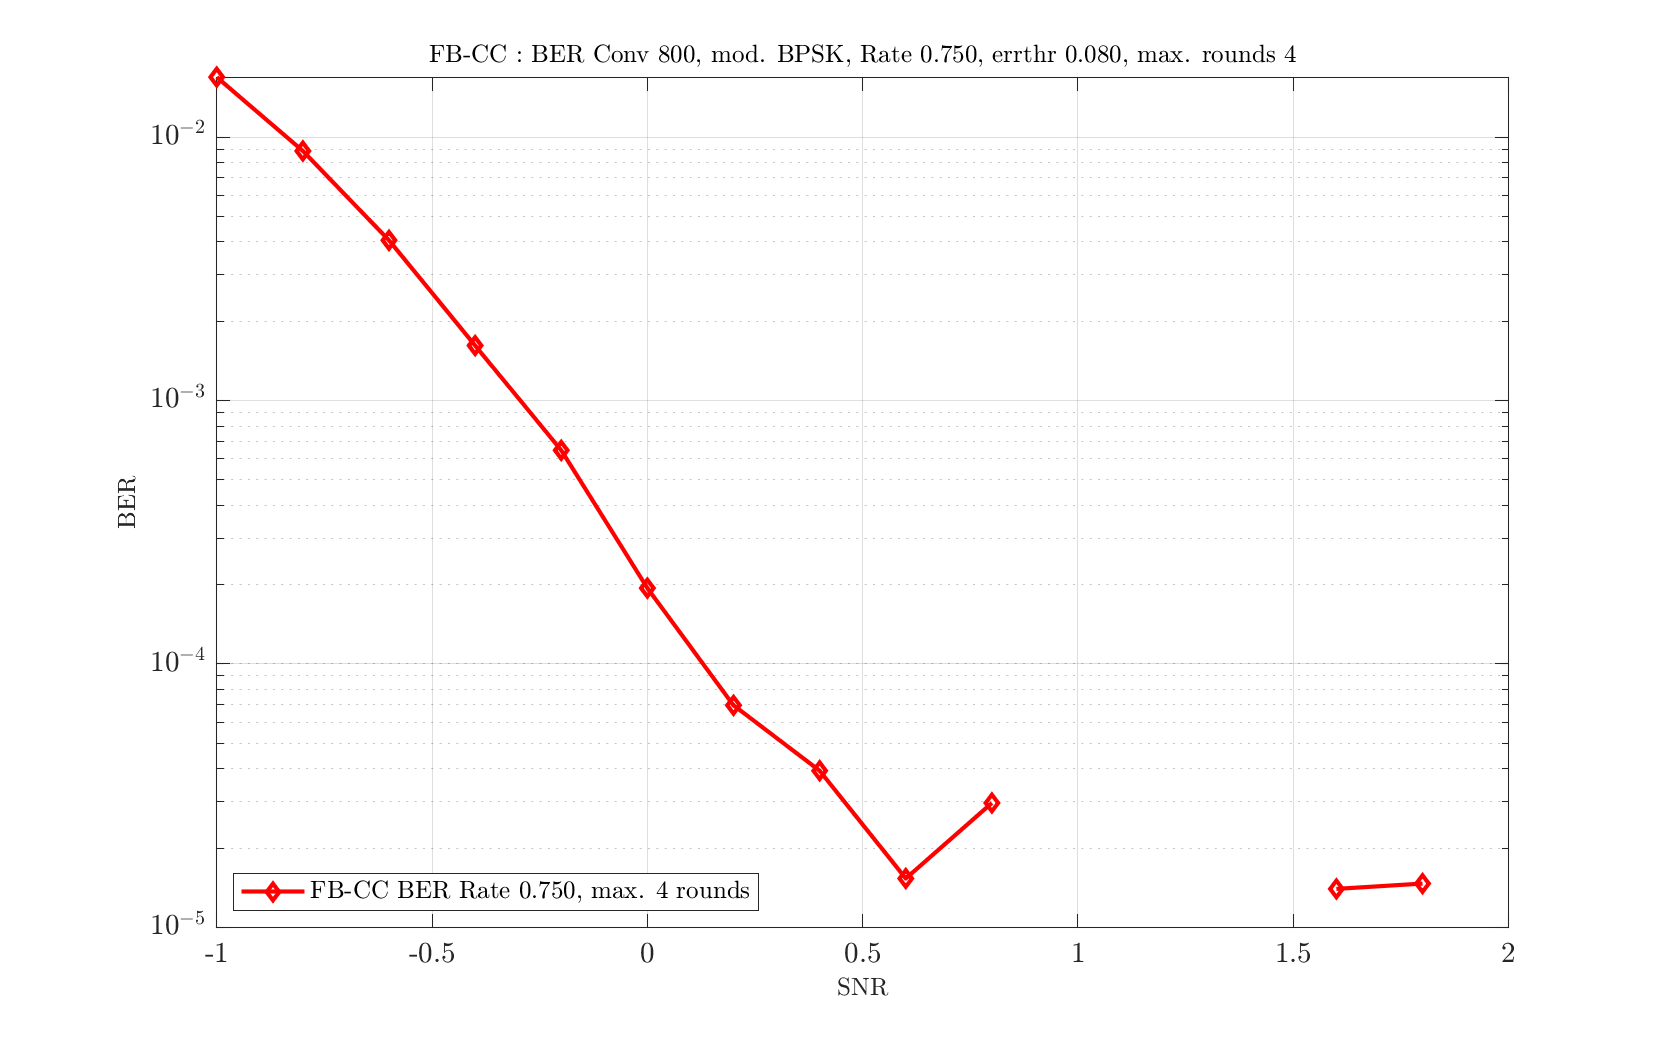 FB-CC : BER Conv 800, mod. BPSK, Rate 0.750, errthr 0.080, max. rounds 4
10⁻²
10⁻³
10⁻⁴
10⁻⁵
BER
FB-CC BER Rate 0.750, max. 4 rounds
-1 -0.5 0 0.5 1 1.5 2
SNR